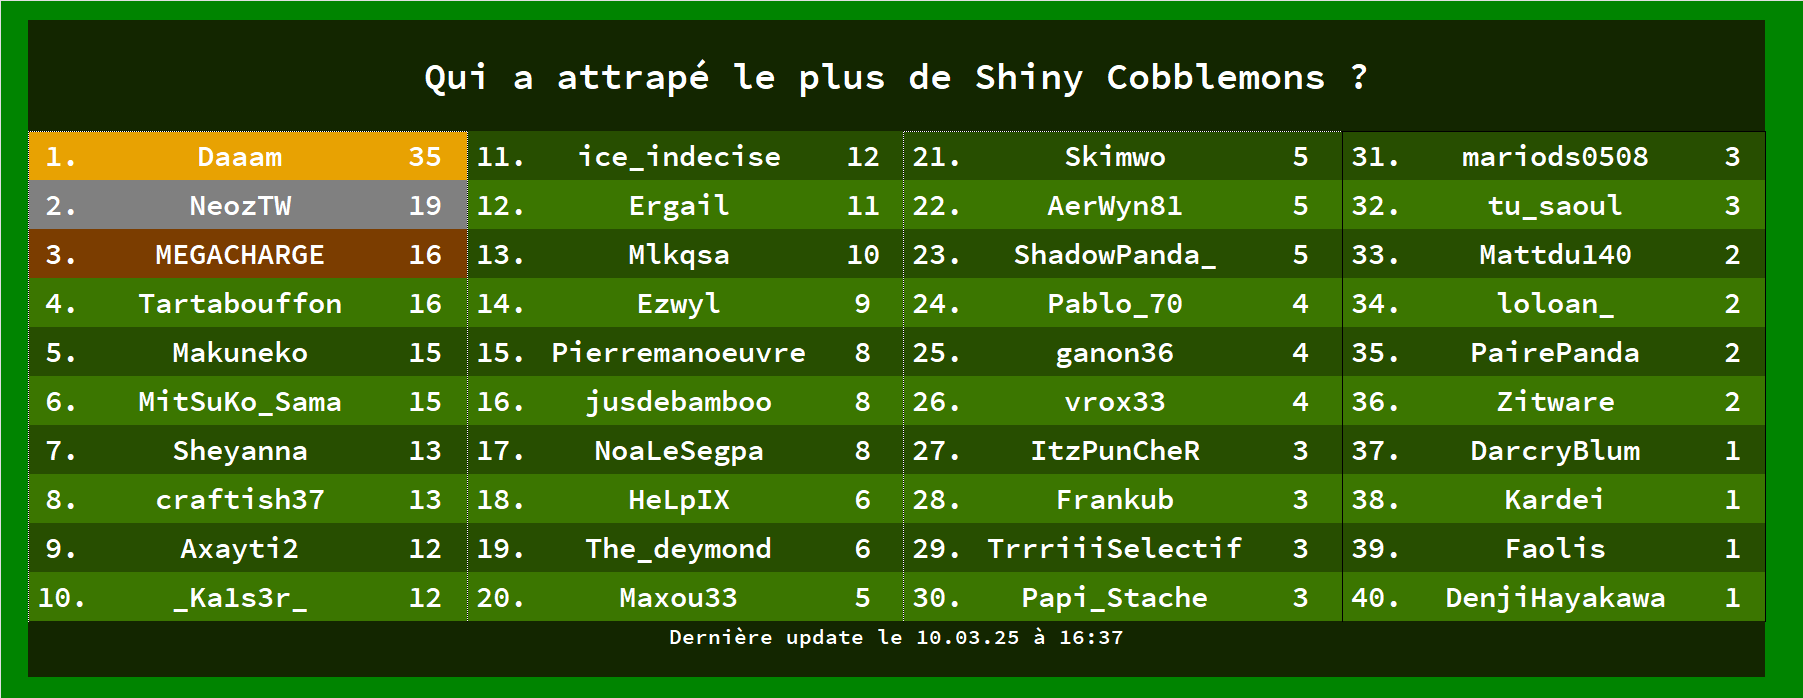 Qui a attrapé le plus de Shiny Cobblemons ?
1. Daaam 35
2. NeozTW 19
3. MEGACHARGE 16
4. Tartabouffon 16
5. Makuneko 15
6. MitSuKo_Sama 15
7. Sheyanna 13
8. craftish37 13
9. Axayti2 12
10. _Ka1s3r_ 12
11. ice_indecise 12
12. Ergail 11
13. Mlkqsa 10
14. Ezwyl 9
15. Pierremanoeuvre 8
16. jusdebamboo 8
17. NoaLeSegpa 8
18. HeLpIX 6
19. The_deymond 6
20. Maxou33 5
21. Skimwo 5
22. AerWyn81 5
23. ShadowPanda_ 5
24. Pablo_70 4
25. ganon36 4
26. vrox33 4
27. ItzPunCheR 3
28. Frankub 3
29. TrrriiiSelectif 3
30. Papi_Stache 3
31. mariods0508 3
32. tu_saoul 3
33. Mattdu140 2
34. loloan_ 2
35. PairePanda 2
36. Zitware 2
37. DarcryBlum 1
38. Kardei 1
39. Faolis 1
40. DenjiHayakawa 1
Dernière update le 10.03.25 à 16:37